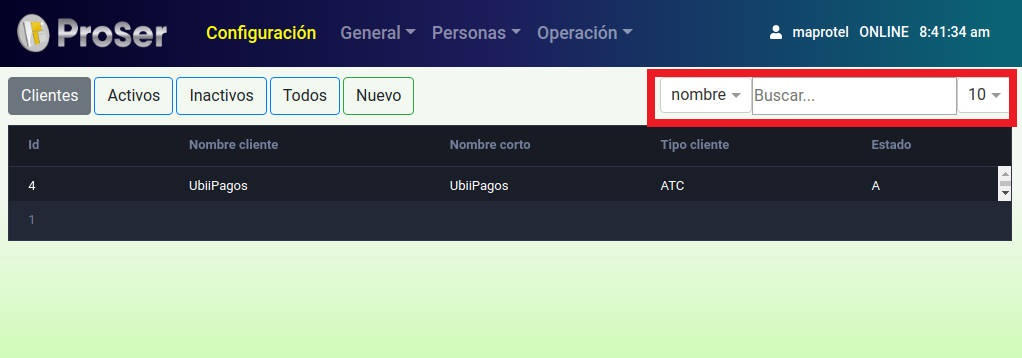 ProSer Configuración General Personas Operación maprotel ONLINE 8:41:34 am
Clientes Activos Inactivos Todos Nuevo nombre Buscar... 10
Id Nombre cliente Nombre corto Tipo cliente Estado
4 UbiiPagos UbiiPagos ATC A
1